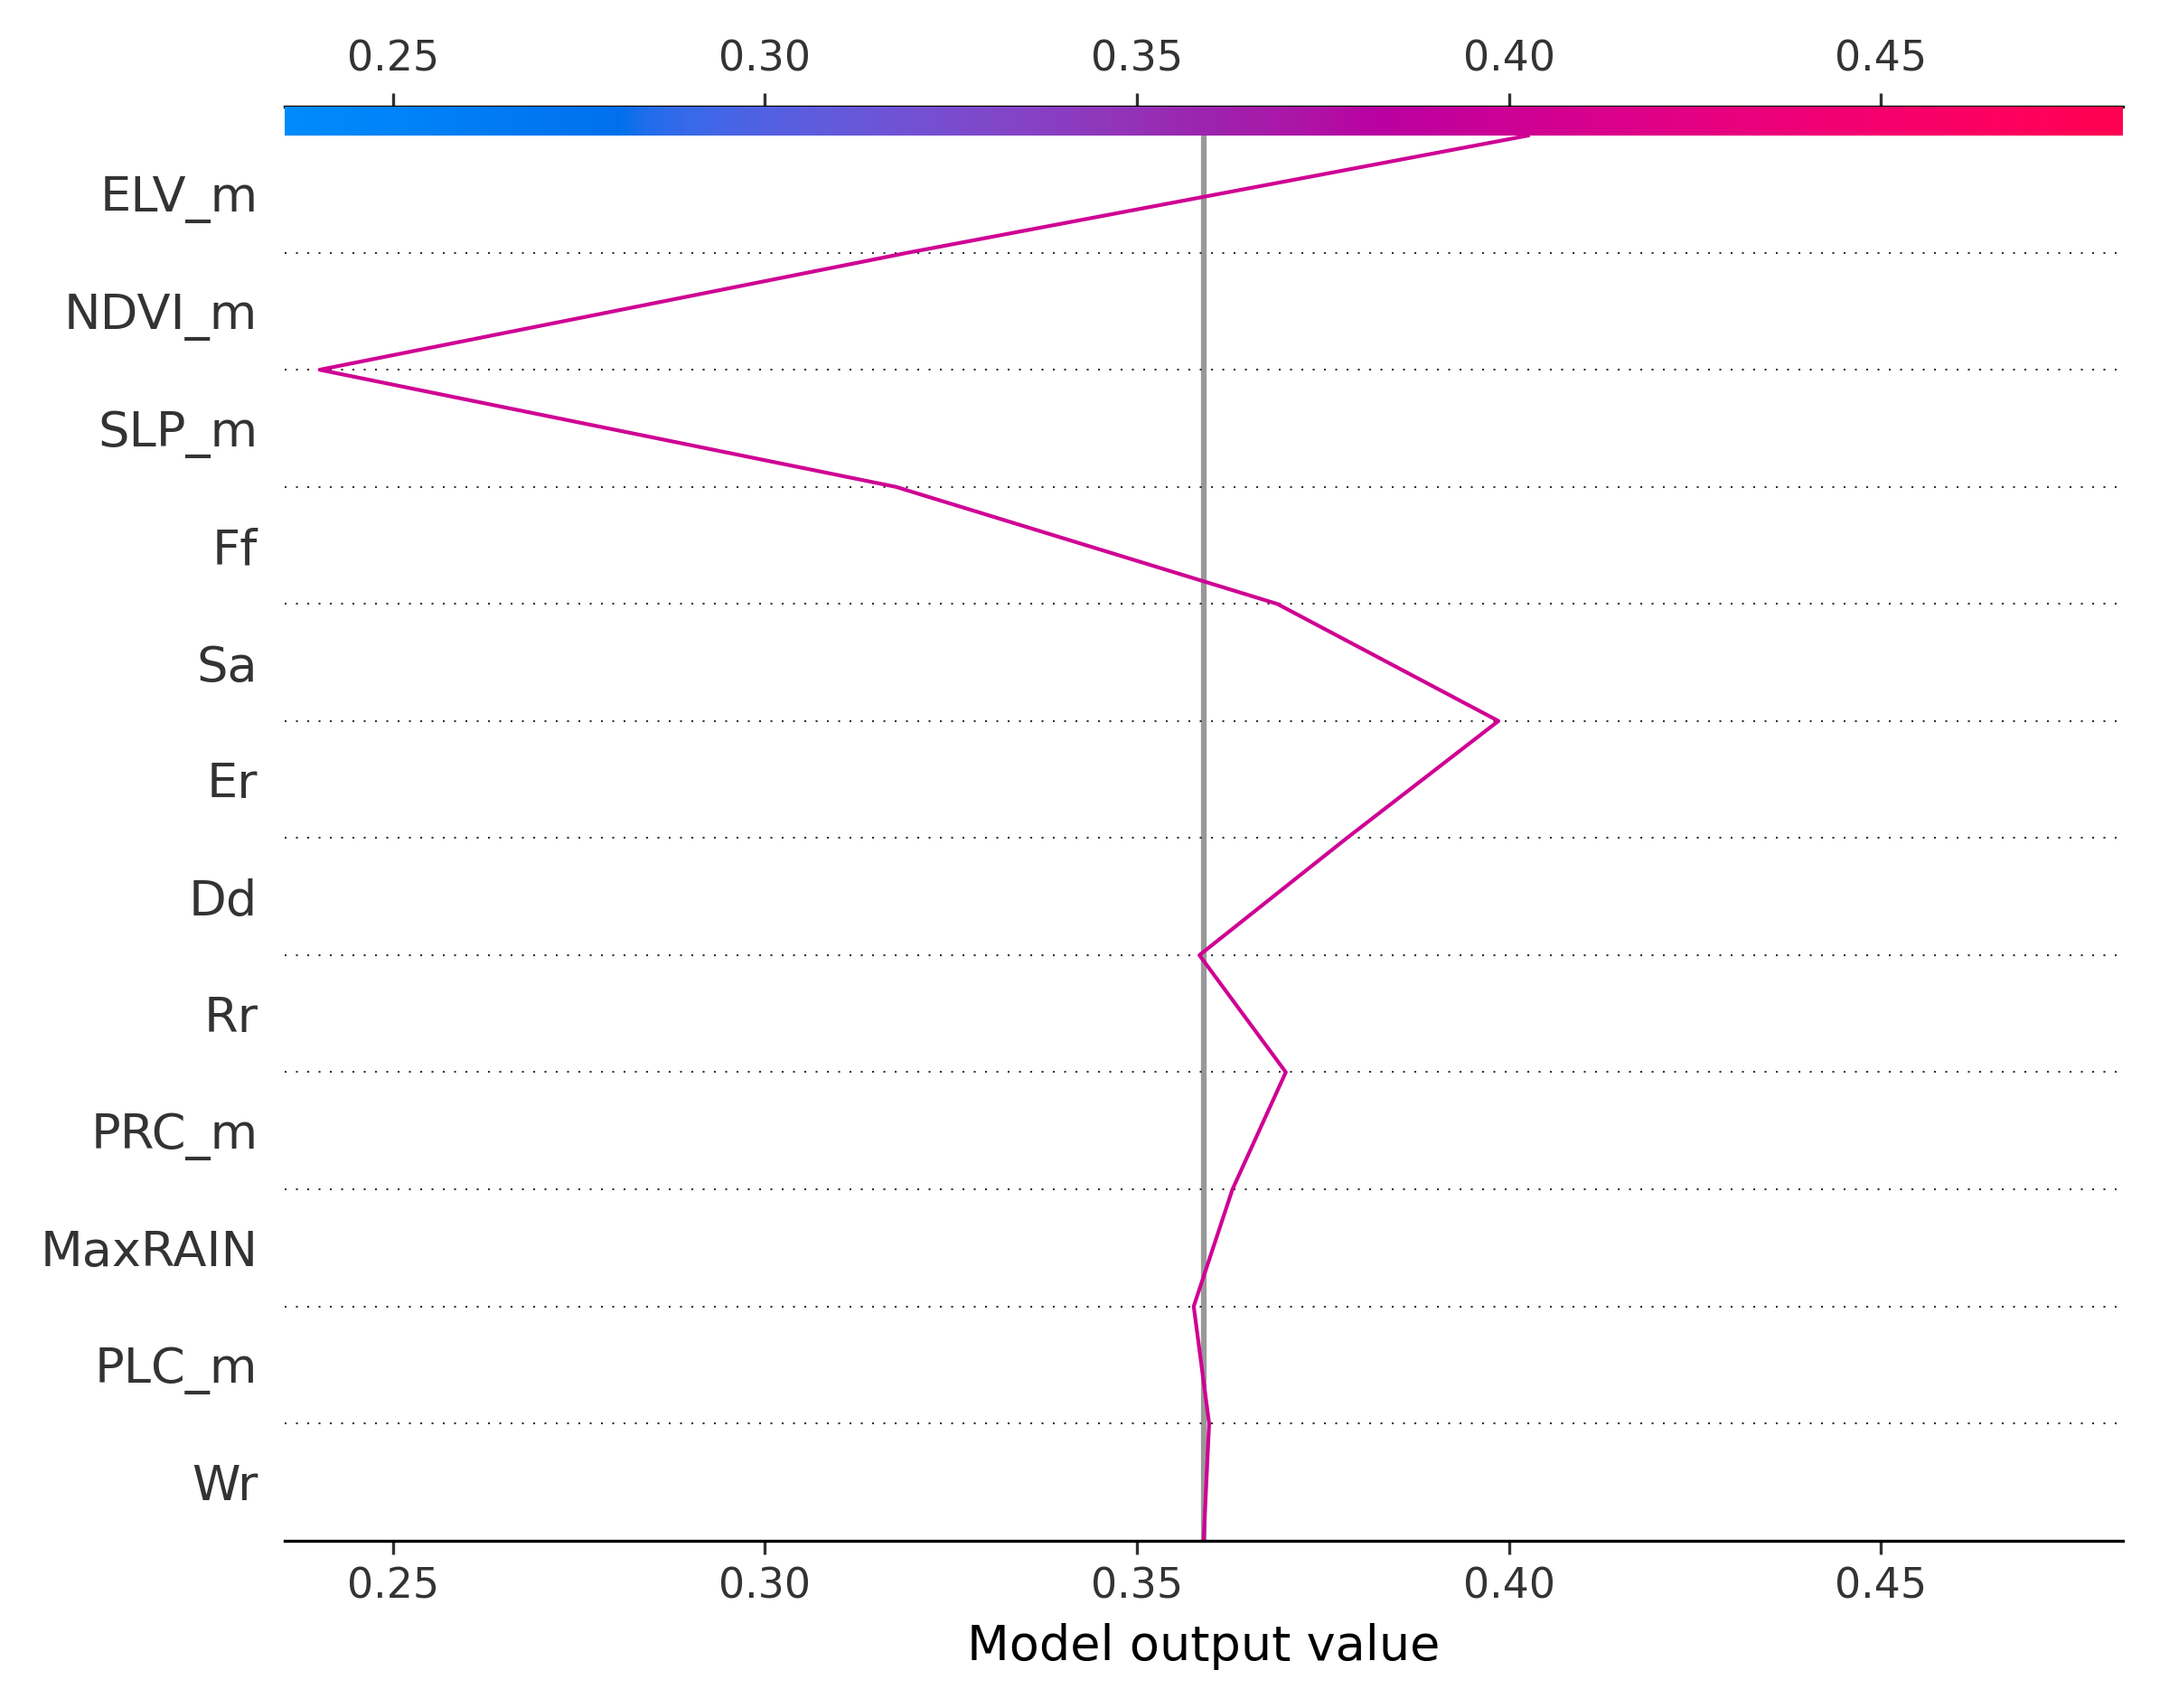 0.25 0.30 0.35 0.40 0.45
ELV_m
NDVI_m
SLP_m
Ff
Sa
Er
Dd
Rr
PRC_m
MaxRAIN
PLC_m
Wr
0.25 0.30 0.35 0.40 0.45
Model output value